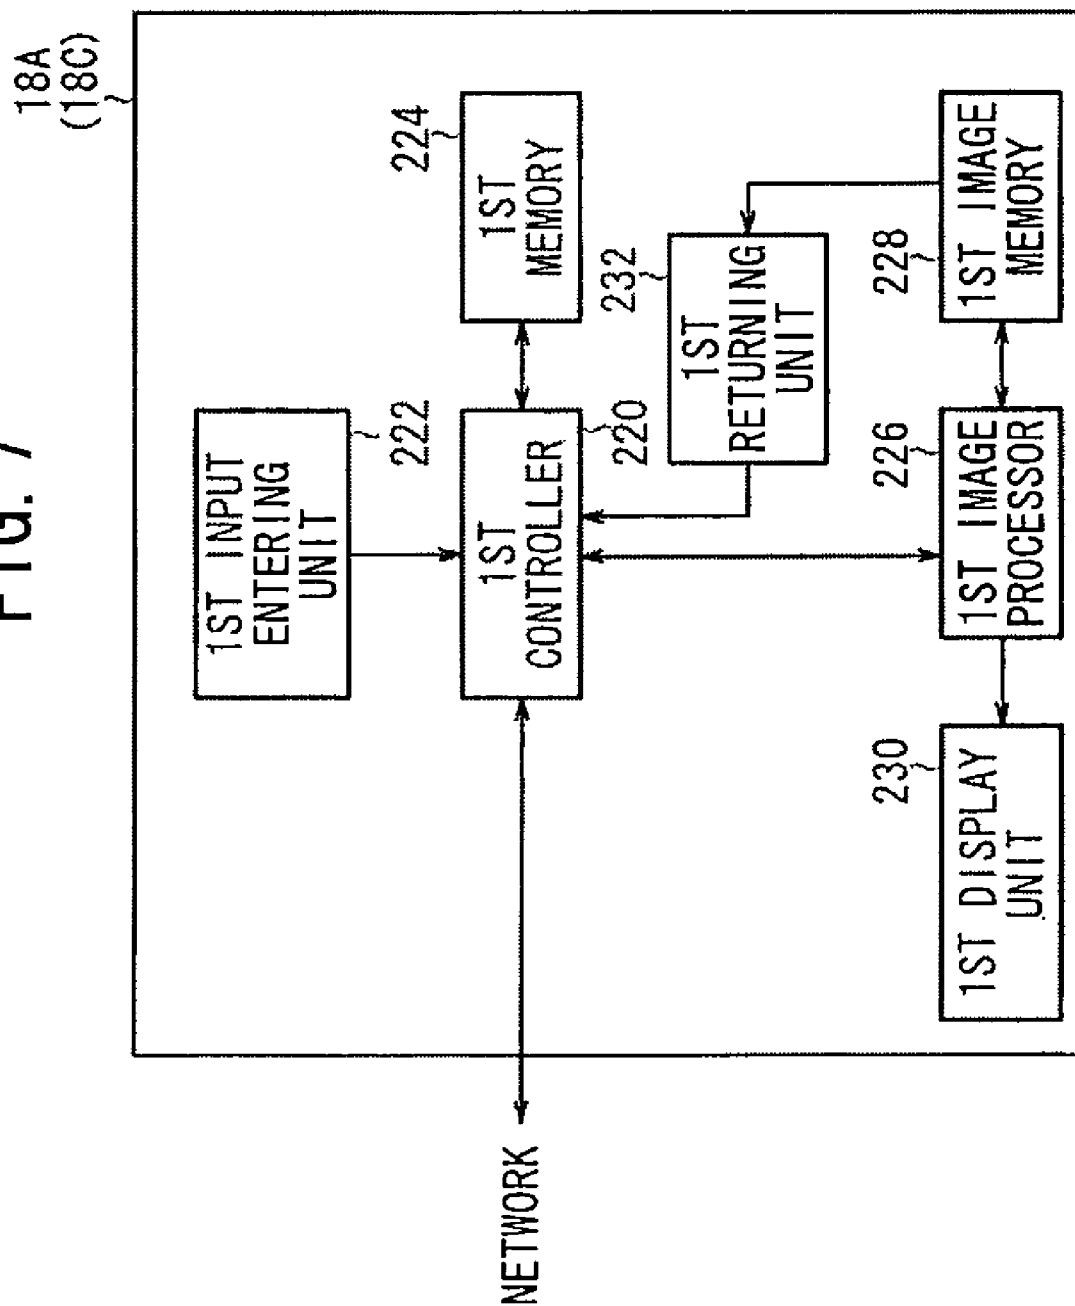 FIG. 7
18A
(18C)
1ST INPUT
ENTERING
UNIT
222
224
1ST
MEMORY
NETWORK
1ST
CONTROLLER
220
232
1ST
RETURNING
UNIT
230
1ST DISPLAY
UNIT
226
1ST IMAGE
PROCESSOR
228
1ST IMAGE
MEMORY